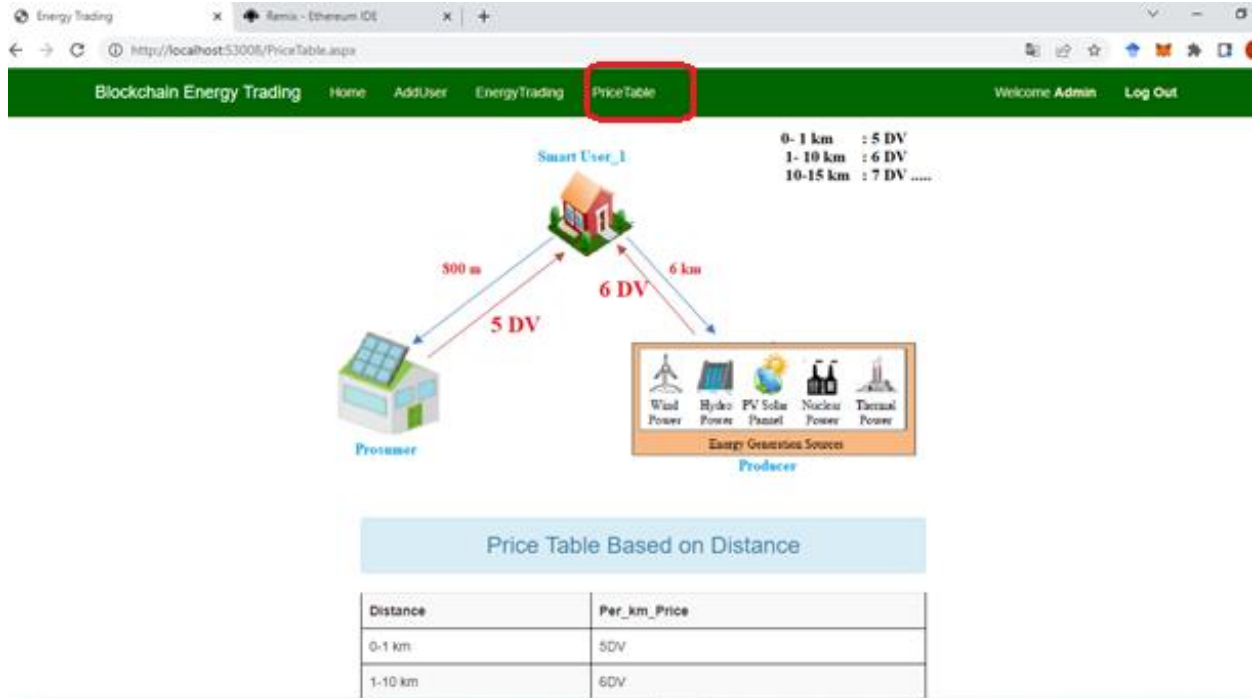 Energy Trading
Remix - Ethereum IDE
http://localhost:53008/PriceTable.aspx
Blockchain Energy Trading Home AddUser EnergyTrading PriceTable Welcome Admin Log Out
0- 1 km : 5 DV
1- 10 km : 6 DV
10-15 km : 7 DV .....
Smart User_1
800 m
6 km
6 DV
5 DV
Wind Power
Hydro Power
PV Solar Pannel
Nuclear Power
Thermal Power
Energy Generation Sources
Prosumer
Producer
Price Table Based on Distance
Distance Per_km_Price
0-1 km 5DV
1-10 km 6DV